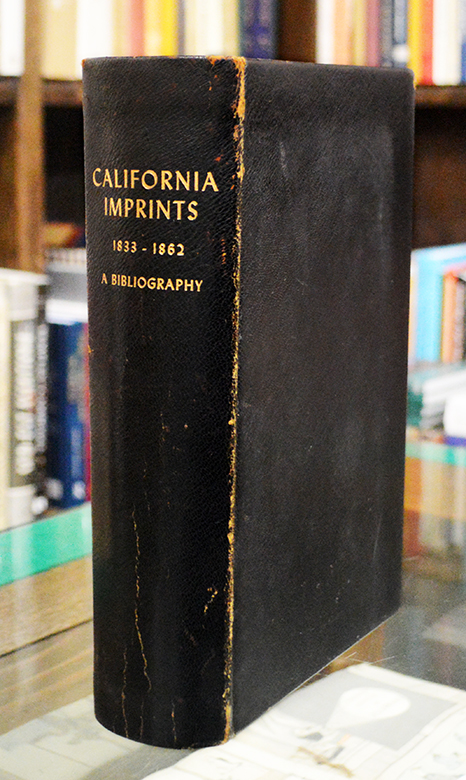 CALIFORNIA
IMPRINTS
1833 - 1862
A BIBLIOGRAPHY